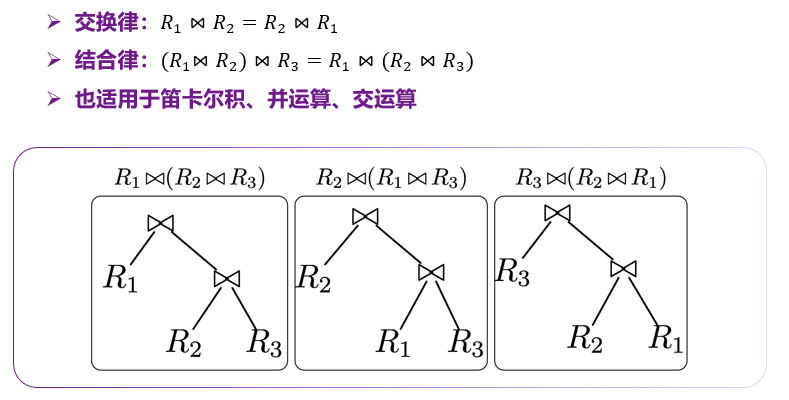 ➢ 交换律：R₁ ⋈ R₂ = R₂ ⋈ R₁
➢ 结合律：(R₁⋈ R₂) ⋈ R₃ = R₁ ⋈ (R₂ ⋈ R₃)
➢ 也适用于笛卡尔积、并运算、交运算
R₁ ⋈(R₂ ⋈ R₃) R₂ ⋈(R₁ ⋈ R₃) R₃ ⋈(R₂ ⋈ R₁)
⋈ ⋈ ⋈
R₁ ⋈ R₂ ⋈ R₃ ⋈
R₂ R₃ R₁ R₃ R₂ R₁